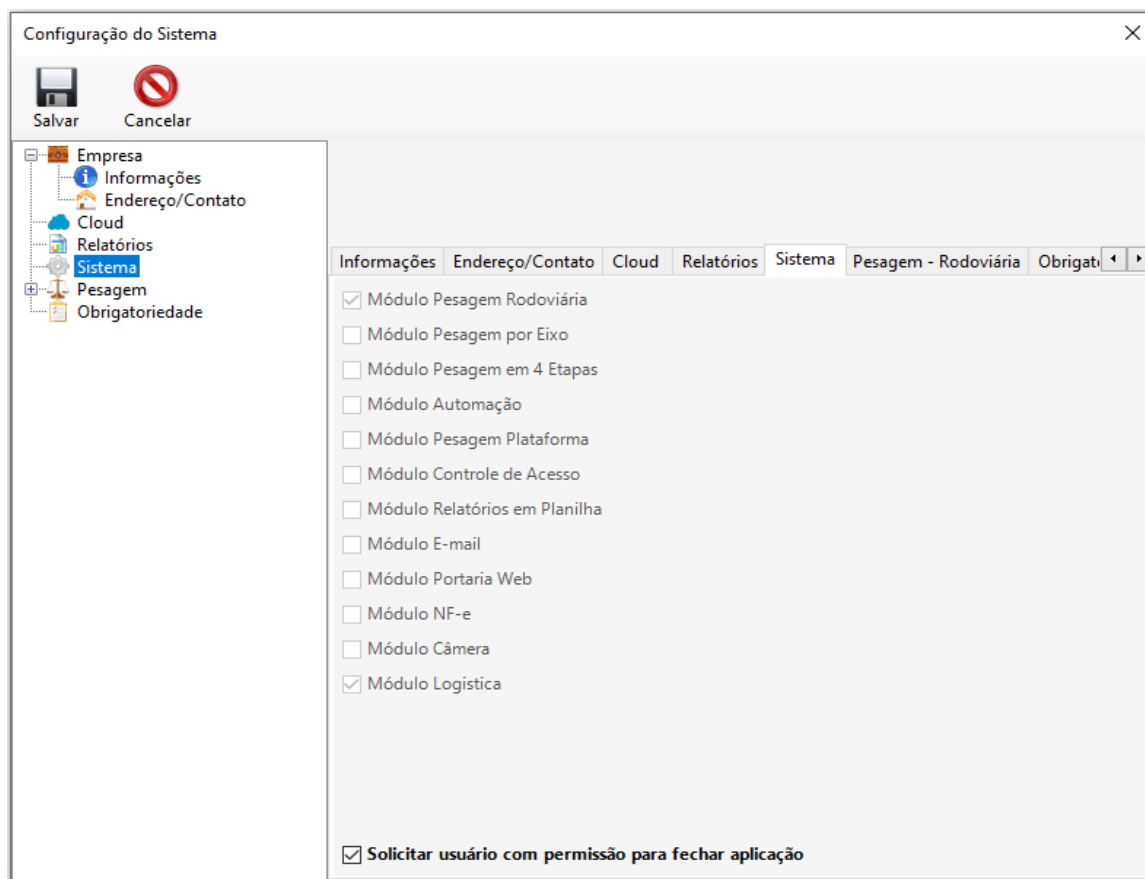 Configuração do Sistema
Salvar
Cancelar
Empresa
Informações
Endereço/Contato
Cloud
Relatórios
Sistema
Pesagem
Obrigatoriedade
Informações Endereço/Contato Cloud Relatórios Sistema Pesagem - Rodoviária Obrigat
Módulo Pesagem Rodoviária
Módulo Pesagem por Eixo
Módulo Pesagem em 4 Etapas
Módulo Automação
Módulo Pesagem Plataforma
Módulo Controle de Acesso
Módulo Relatórios em Planilha
Módulo E-mail
Módulo Portaria Web
Módulo NF-e
Módulo Câmera
Módulo Logistica
Solicitar usuário com permissão para fechar aplicação